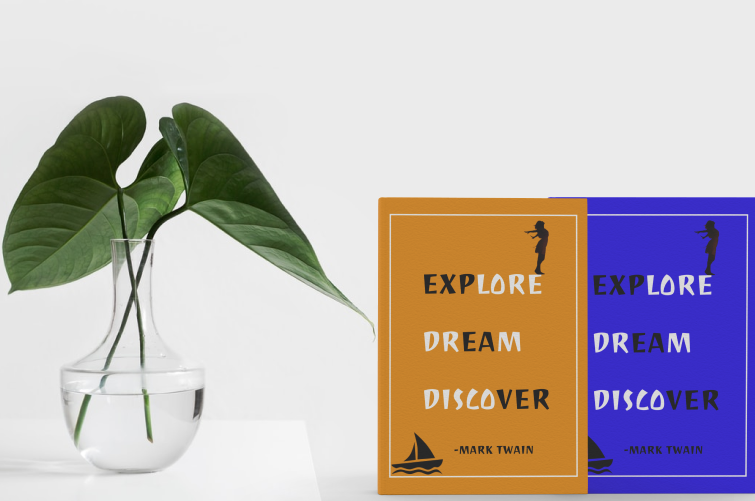 EXPLORE
DREAM
DISCOVER
-MARK TWAIN
EXPLORE
DREAM
DISCOVER
-MARK TWAIN